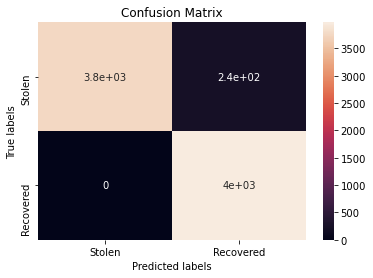 Confusion Matrix
True labels
Stolen
Recovered
3.8e+03
2.4e+02
0
4e+03
Stolen
Recovered
Predicted labels
3500
3000
2500
2000
1500
1000
500
0